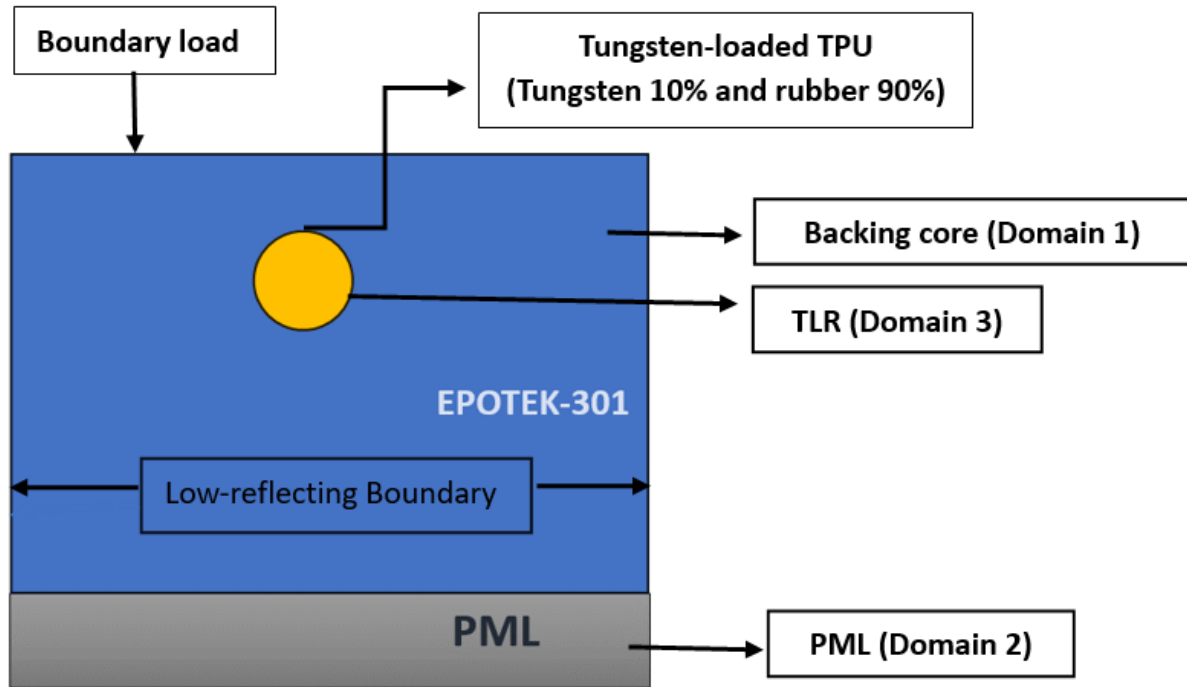 Boundary load
Tungsten-loaded TPU
(Tungsten 10% and rubber 90%)
Backing core (Domain 1)
TLR (Domain 3)
EPOTEK-301
Low-reflecting Boundary
PML
PML (Domain 2)